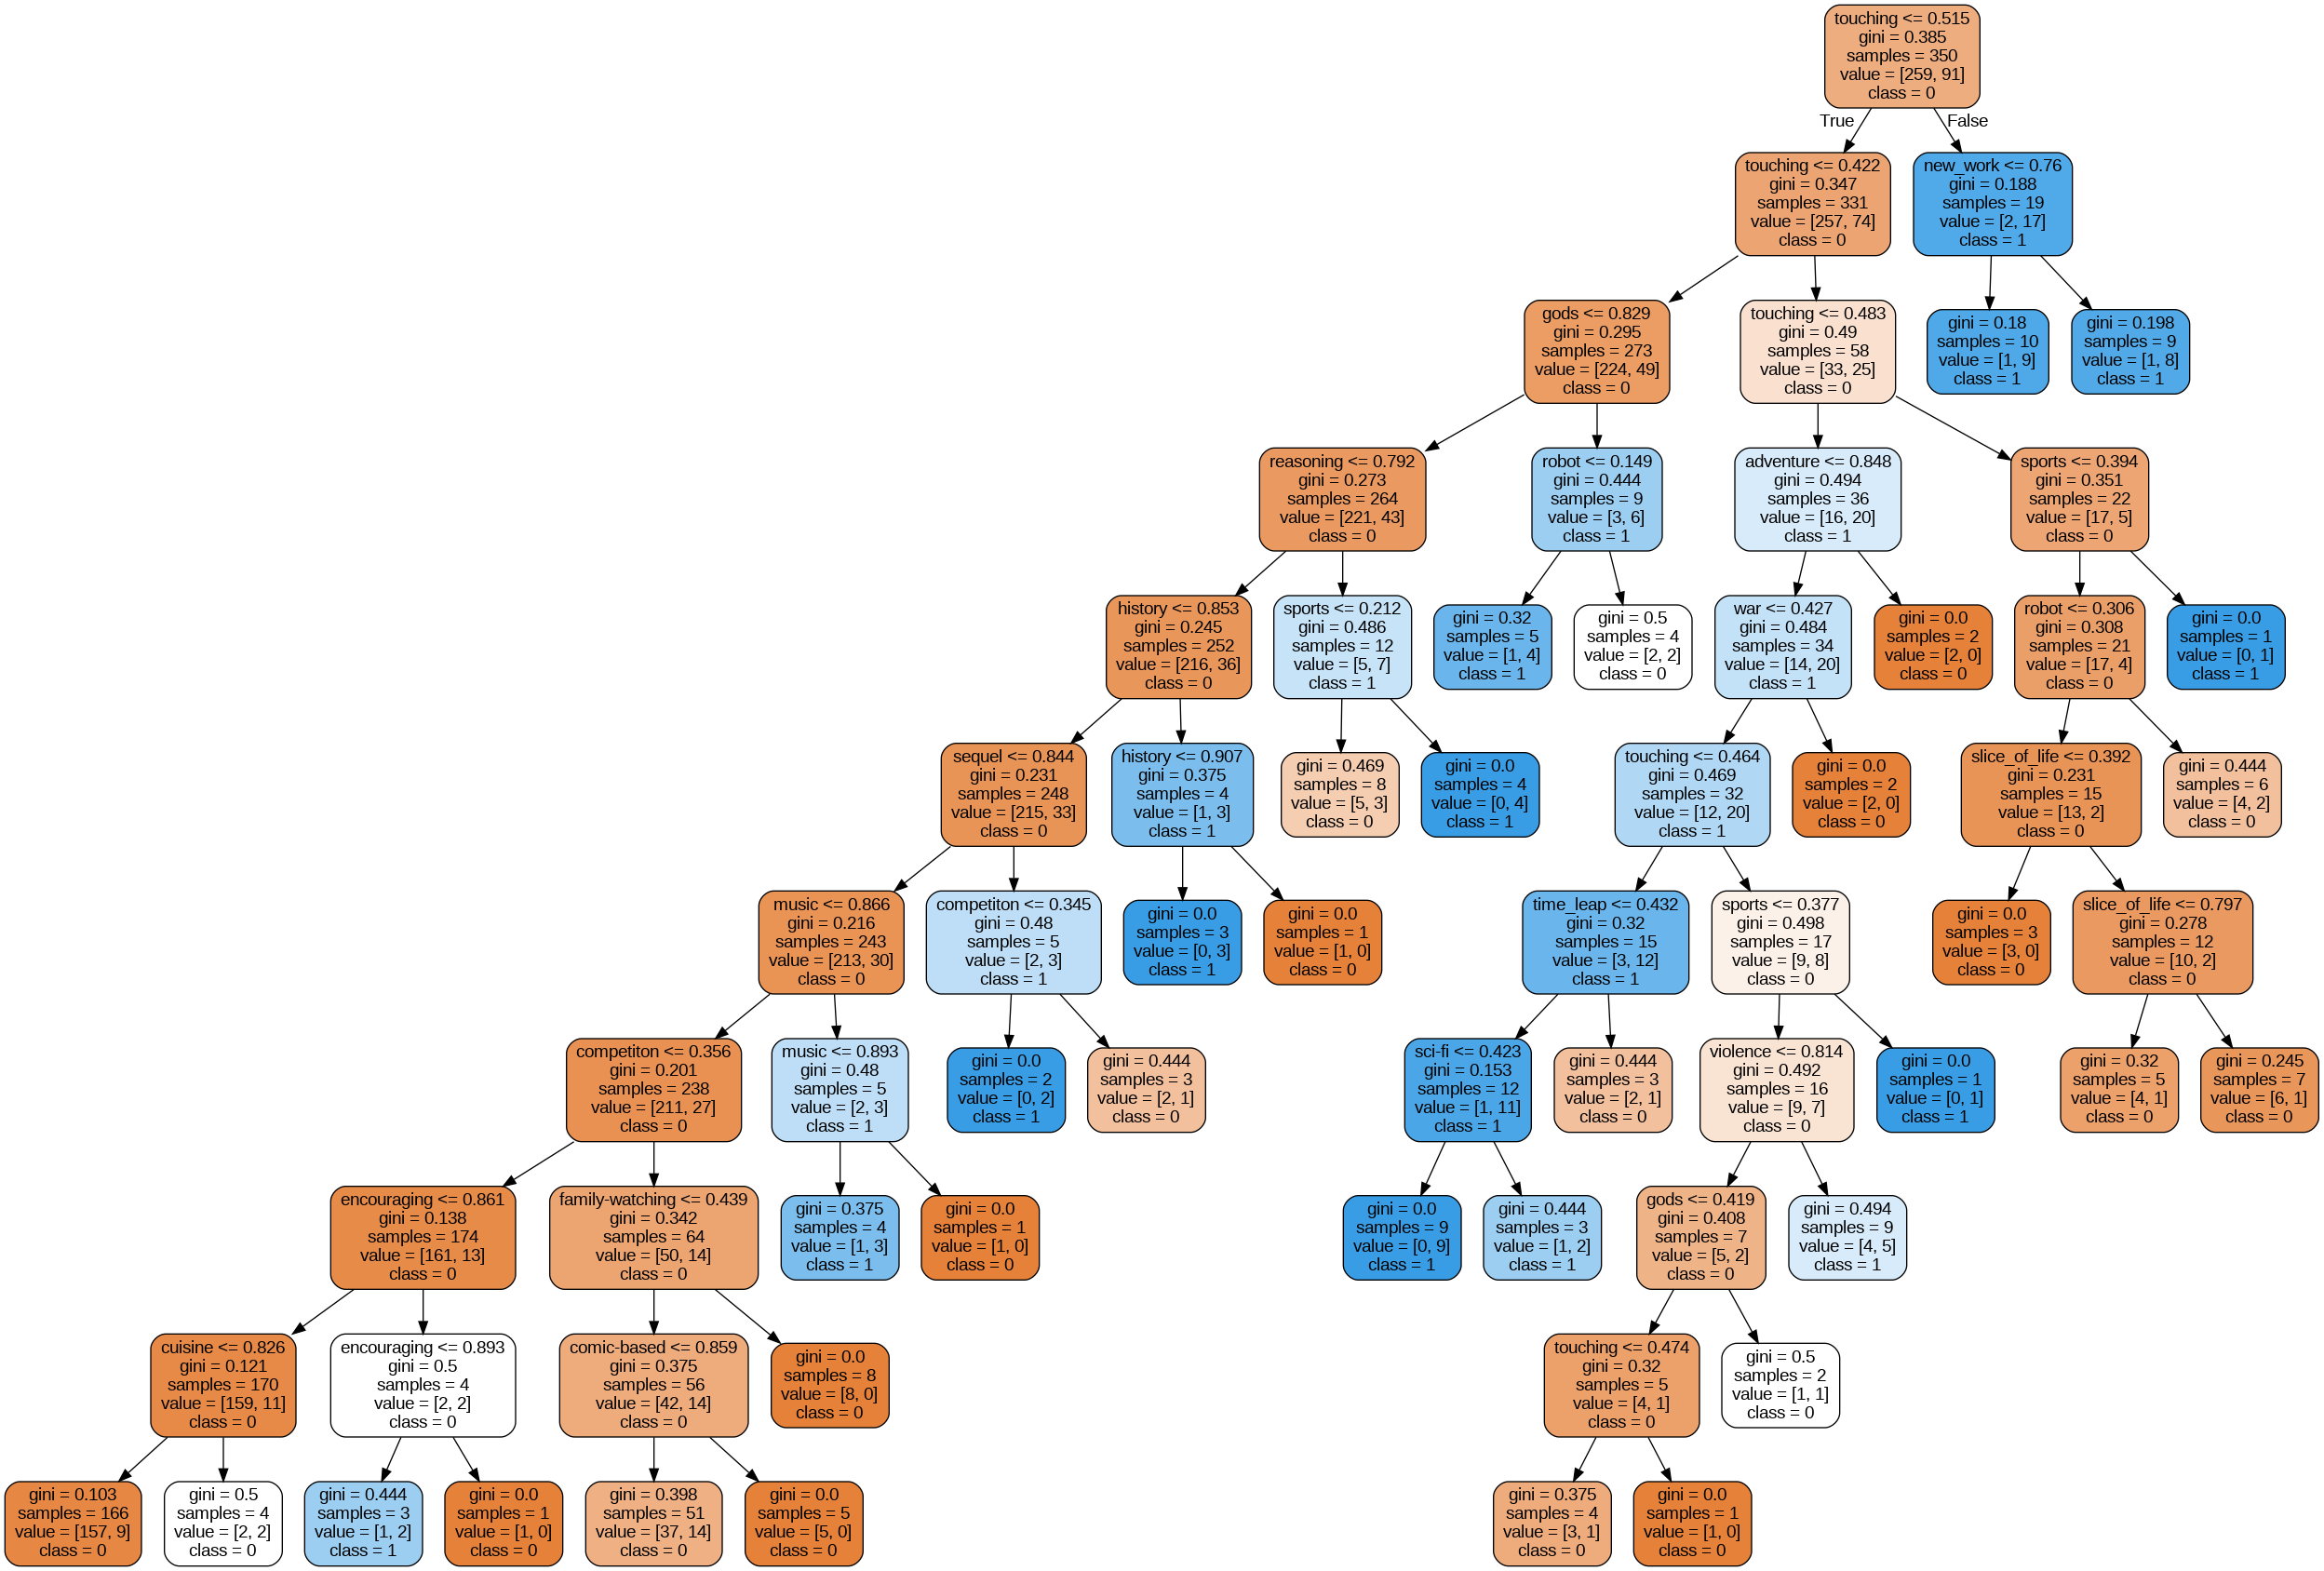 touching <= 0.515
gini = 0.385
samples = 350
value = [259, 91]
class = 0
True
False
touching <= 0.422
gini = 0.347
samples = 331
value = [257, 74]
class = 0
new_work <= 0.76
gini = 0.188
samples = 19
value = [2, 17]
class = 1
gods <= 0.829
gini = 0.295
samples = 273
value = [224, 49]
class = 0
touching <= 0.483
gini = 0.49
samples = 58
value = [33, 25]
class = 0
gini = 0.18
samples = 10
value = [1, 9]
class = 1
gini = 0.198
samples = 9
value = [1, 8]
class = 1
reasoning <= 0.792
gini = 0.273
samples = 264
value = [221, 43]
class = 0
robot <= 0.149
gini = 0.444
samples = 9
value = [3, 6]
class = 1
adventure <= 0.848
gini = 0.494
samples = 36
value = [16, 20]
class = 1
sports <= 0.394
gini = 0.351
samples = 22
value = [17, 5]
class = 0
history <= 0.853
gini = 0.245
samples = 252
value = [216, 36]
class = 0
sports <= 0.212
gini = 0.486
samples = 12
value = [5, 7]
class = 1
gini = 0.32
samples = 5
value = [1, 4]
class = 1
gini = 0.5
samples = 4
value = [2, 2]
class = 0
war <= 0.427
gini = 0.484
samples = 34
value = [14, 20]
class = 1
gini = 0.0
samples = 2
value = [2, 0]
class = 0
robot <= 0.306
gini = 0.308
samples = 21
value = [17, 4]
class = 0
gini = 0.0
samples = 1
value = [0, 1]
class = 1
sequel <= 0.844
gini = 0.231
samples = 248
value = [215, 33]
class = 0
history <= 0.907
gini = 0.375
samples = 4
value = [1, 3]
class = 1
gini = 0.469
samples = 8
value = [5, 3]
class = 0
gini = 0.0
samples = 4
value = [0, 4]
class = 1
touching <= 0.464
gini = 0.469
samples = 32
value = [12, 20]
class = 1
gini = 0.0
samples = 2
value = [2, 0]
class = 0
slice_of_life <= 0.392
gini = 0.231
samples = 15
value = [13, 2]
class = 0
gini = 0.444
samples = 6
value = [4, 2]
class = 0
music <= 0.866
gini = 0.216
samples = 243
value = [213, 30]
class = 0
competiton <= 0.345
gini = 0.48
samples = 5
value = [2, 3]
class = 1
gini = 0.0
samples = 3
value = [0, 3]
class = 1
gini = 0.0
samples = 1
value = [1, 0]
class = 0
time_leap <= 0.432
gini = 0.32
samples = 15
value = [3, 12]
class = 1
sports <= 0.377
gini = 0.498
samples = 17
value = [9, 8]
class = 0
gini = 0.0
samples = 3
value = [3, 0]
class = 0
slice_of_life <= 0.797
gini = 0.278
samples = 12
value = [10, 2]
class = 0
competiton <= 0.356
gini = 0.201
samples = 238
value = [211, 27]
class = 0
music <= 0.893
gini = 0.48
samples = 5
value = [2, 3]
class = 1
gini = 0.0
samples = 2
value = [0, 2]
class = 1
gini = 0.444
samples = 3
value = [2, 1]
class = 0
sci-fi <= 0.423
gini = 0.153
samples = 12
value = [1, 11]
class = 1
gini = 0.444
samples = 3
value = [2, 1]
class = 0
violence <= 0.814
gini = 0.492
samples = 16
value = [9, 7]
class = 0
gini = 0.0
samples = 1
value = [0, 1]
class = 1
gini = 0.32
samples = 5
value = [4, 1]
class = 0
gini = 0.245
samples = 7
value = [6, 1]
class = 0
encouraging <= 0.861
gini = 0.138
samples = 174
value = [161, 13]
class = 0
family-watching <= 0.439
gini = 0.342
samples = 64
value = [50, 14]
class = 0
gini = 0.375
samples = 4
value = [1, 3]
class = 1
gini = 0.0
samples = 1
value = [1, 0]
class = 0
gini = 0.0
samples = 9
value = [0, 9]
class = 1
gini = 0.444
samples = 3
value = [1, 2]
class = 1
gods <= 0.419
gini = 0.408
samples = 7
value = [5, 2]
class = 0
gini = 0.494
samples = 9
value = [4, 5]
class = 1
cuisine <= 0.826
gini = 0.121
samples = 170
value = [159, 11]
class = 0
encouraging <= 0.893
gini = 0.5
samples = 4
value = [2, 2]
class = 0
comic-based <= 0.859
gini = 0.375
samples = 56
value = [42, 14]
class = 0
gini = 0.0
samples = 8
value = [8, 0]
class = 0
touching <= 0.474
gini = 0.32
samples = 5
value = [4, 1]
class = 0
gini = 0.5
samples = 2
value = [1, 1]
class = 0
gini = 0.103
samples = 166
value = [157, 9]
class = 0
gini = 0.5
samples = 4
value = [2, 2]
class = 0
gini = 0.444
samples = 3
value = [1, 2]
class = 1
gini = 0.0
samples = 1
value = [1, 0]
class = 0
gini = 0.398
samples = 51
value = [37, 14]
class = 0
gini = 0.0
samples = 5
value = [5, 0]
class = 0
gini = 0.375
samples = 4
value = [3, 1]
class = 0
gini = 0.0
samples = 1
value = [1, 0]
class = 0